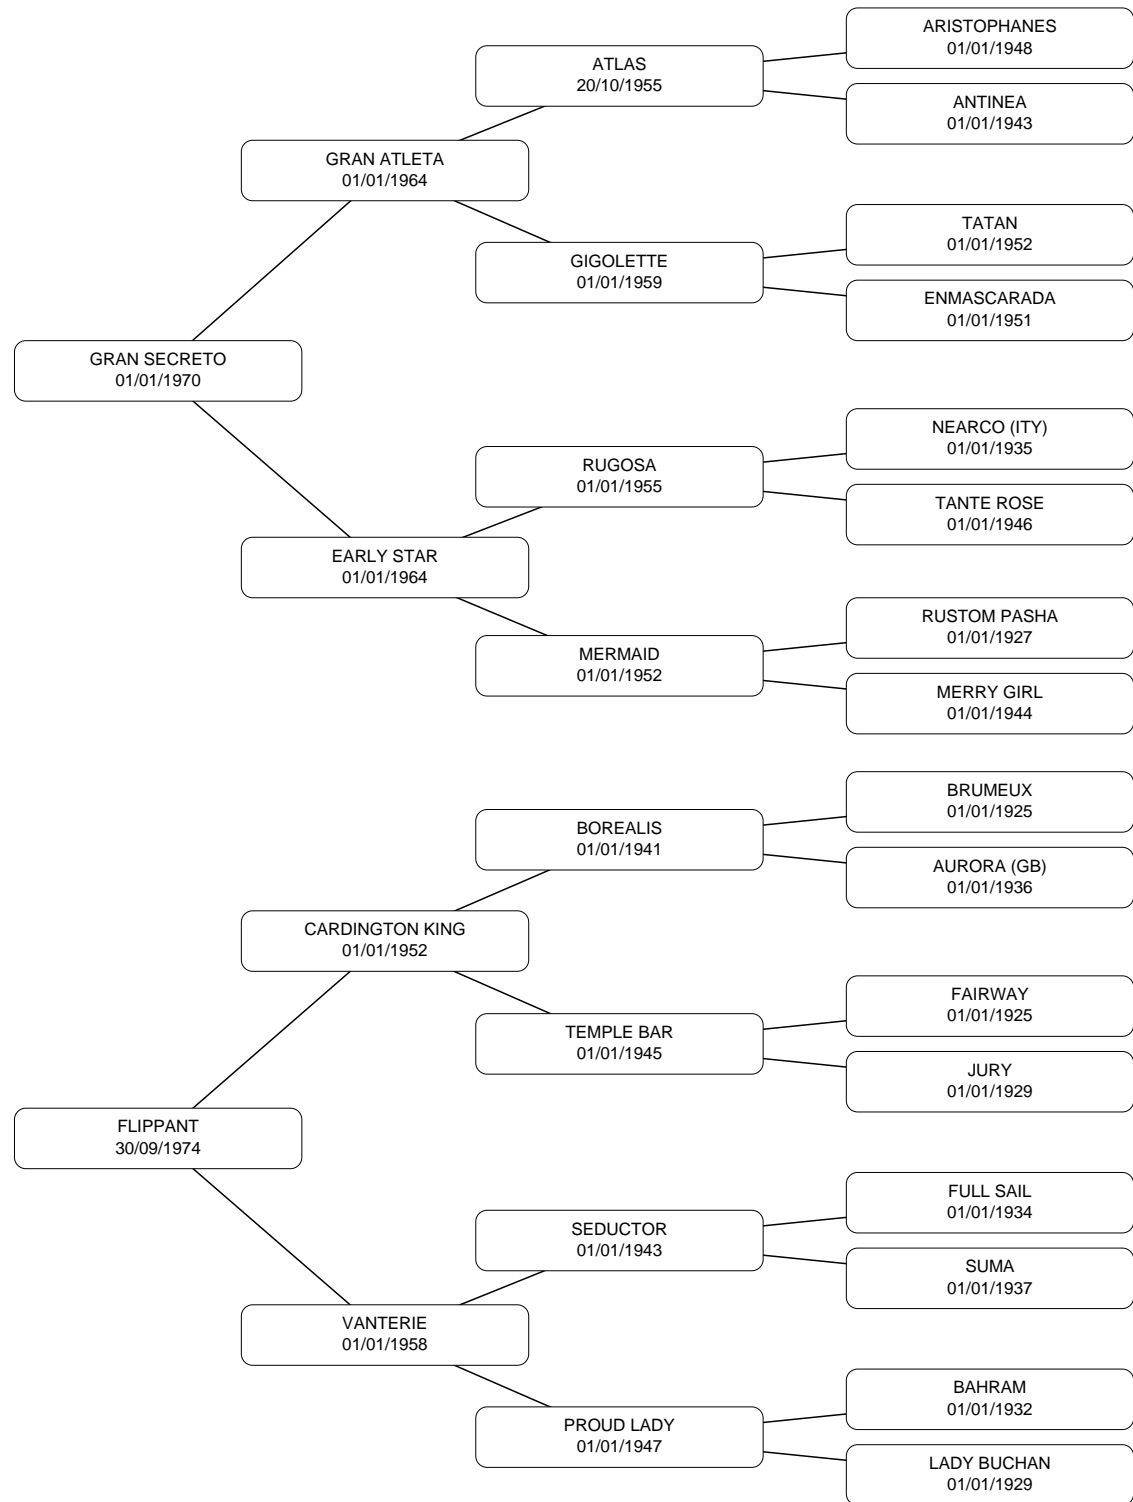 ARISTOPHANES
01/01/1948
ATLAS
20/10/1955
ANTINEA
01/01/1943
GRAN ATLETA
01/01/1964
TATAN
01/01/1952
GIGOLETTE
01/01/1959
ENMASCARADA
01/01/1951
GRAN SECRETO
01/01/1970
NEARCO (ITY)
01/01/1935
RUGOSA
01/01/1955
TANTE ROSE
01/01/1946
EARLY STAR
01/01/1964
RUSTOM PASHA
01/01/1927
MERMAID
01/01/1952
MERRY GIRL
01/01/1944
BRUMEUX
01/01/1925
BOREALIS
01/01/1941
AURORA (GB)
01/01/1936
CARDINGTON KING
01/01/1952
FAIRWAY
01/01/1925
TEMPLE BAR
01/01/1945
JURY
01/01/1929
FLIPPANT
30/09/1974
FULL SAIL
01/01/1934
SEDUCTOR
01/01/1943
SUMA
01/01/1937
VANTERIE
01/01/1958
BAHRAM
01/01/1932
PROUD LADY
01/01/1947
LADY BUCHAN
01/01/1929